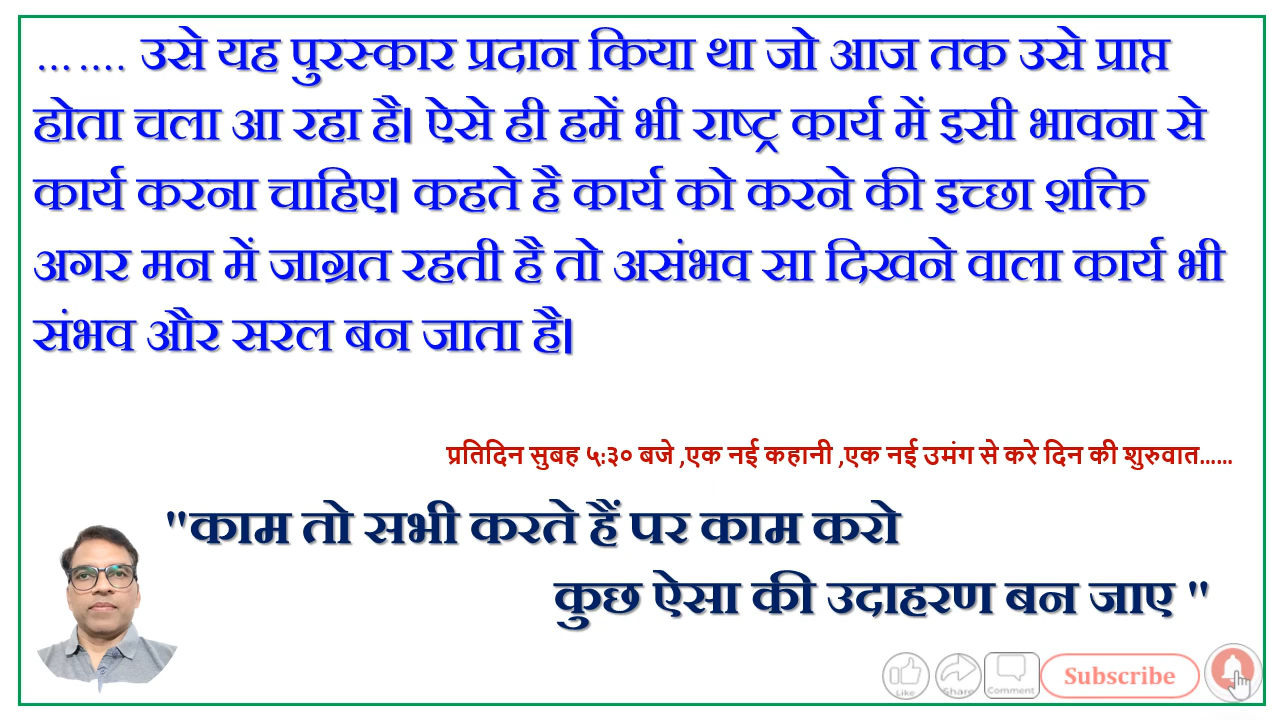 ....... उसे यह पुरस्कार प्रदान किया था जो आज तक उसे प्राप्त
होता चला आ रहा है। ऐसे ही हमें भी राष्ट्र कार्य में इसी भावना से
कार्य करना चाहिए। कहते है कार्य को करने की इच्छा शक्ति
अगर मन में जाग्रत रहती है तो असंभव सा दिखने वाला कार्य भी
संभव और सरल बन जाता है।
प्रतिदिन सुबह ५:३० बजे ,एक नई कहानी ,एक नई उमंग से करे दिन की शुरुवात......
"काम तो सभी करते हैं पर काम करो
कुछ ऐसा की उदाहरण बन जाए "
Like Share Comment Subscribe